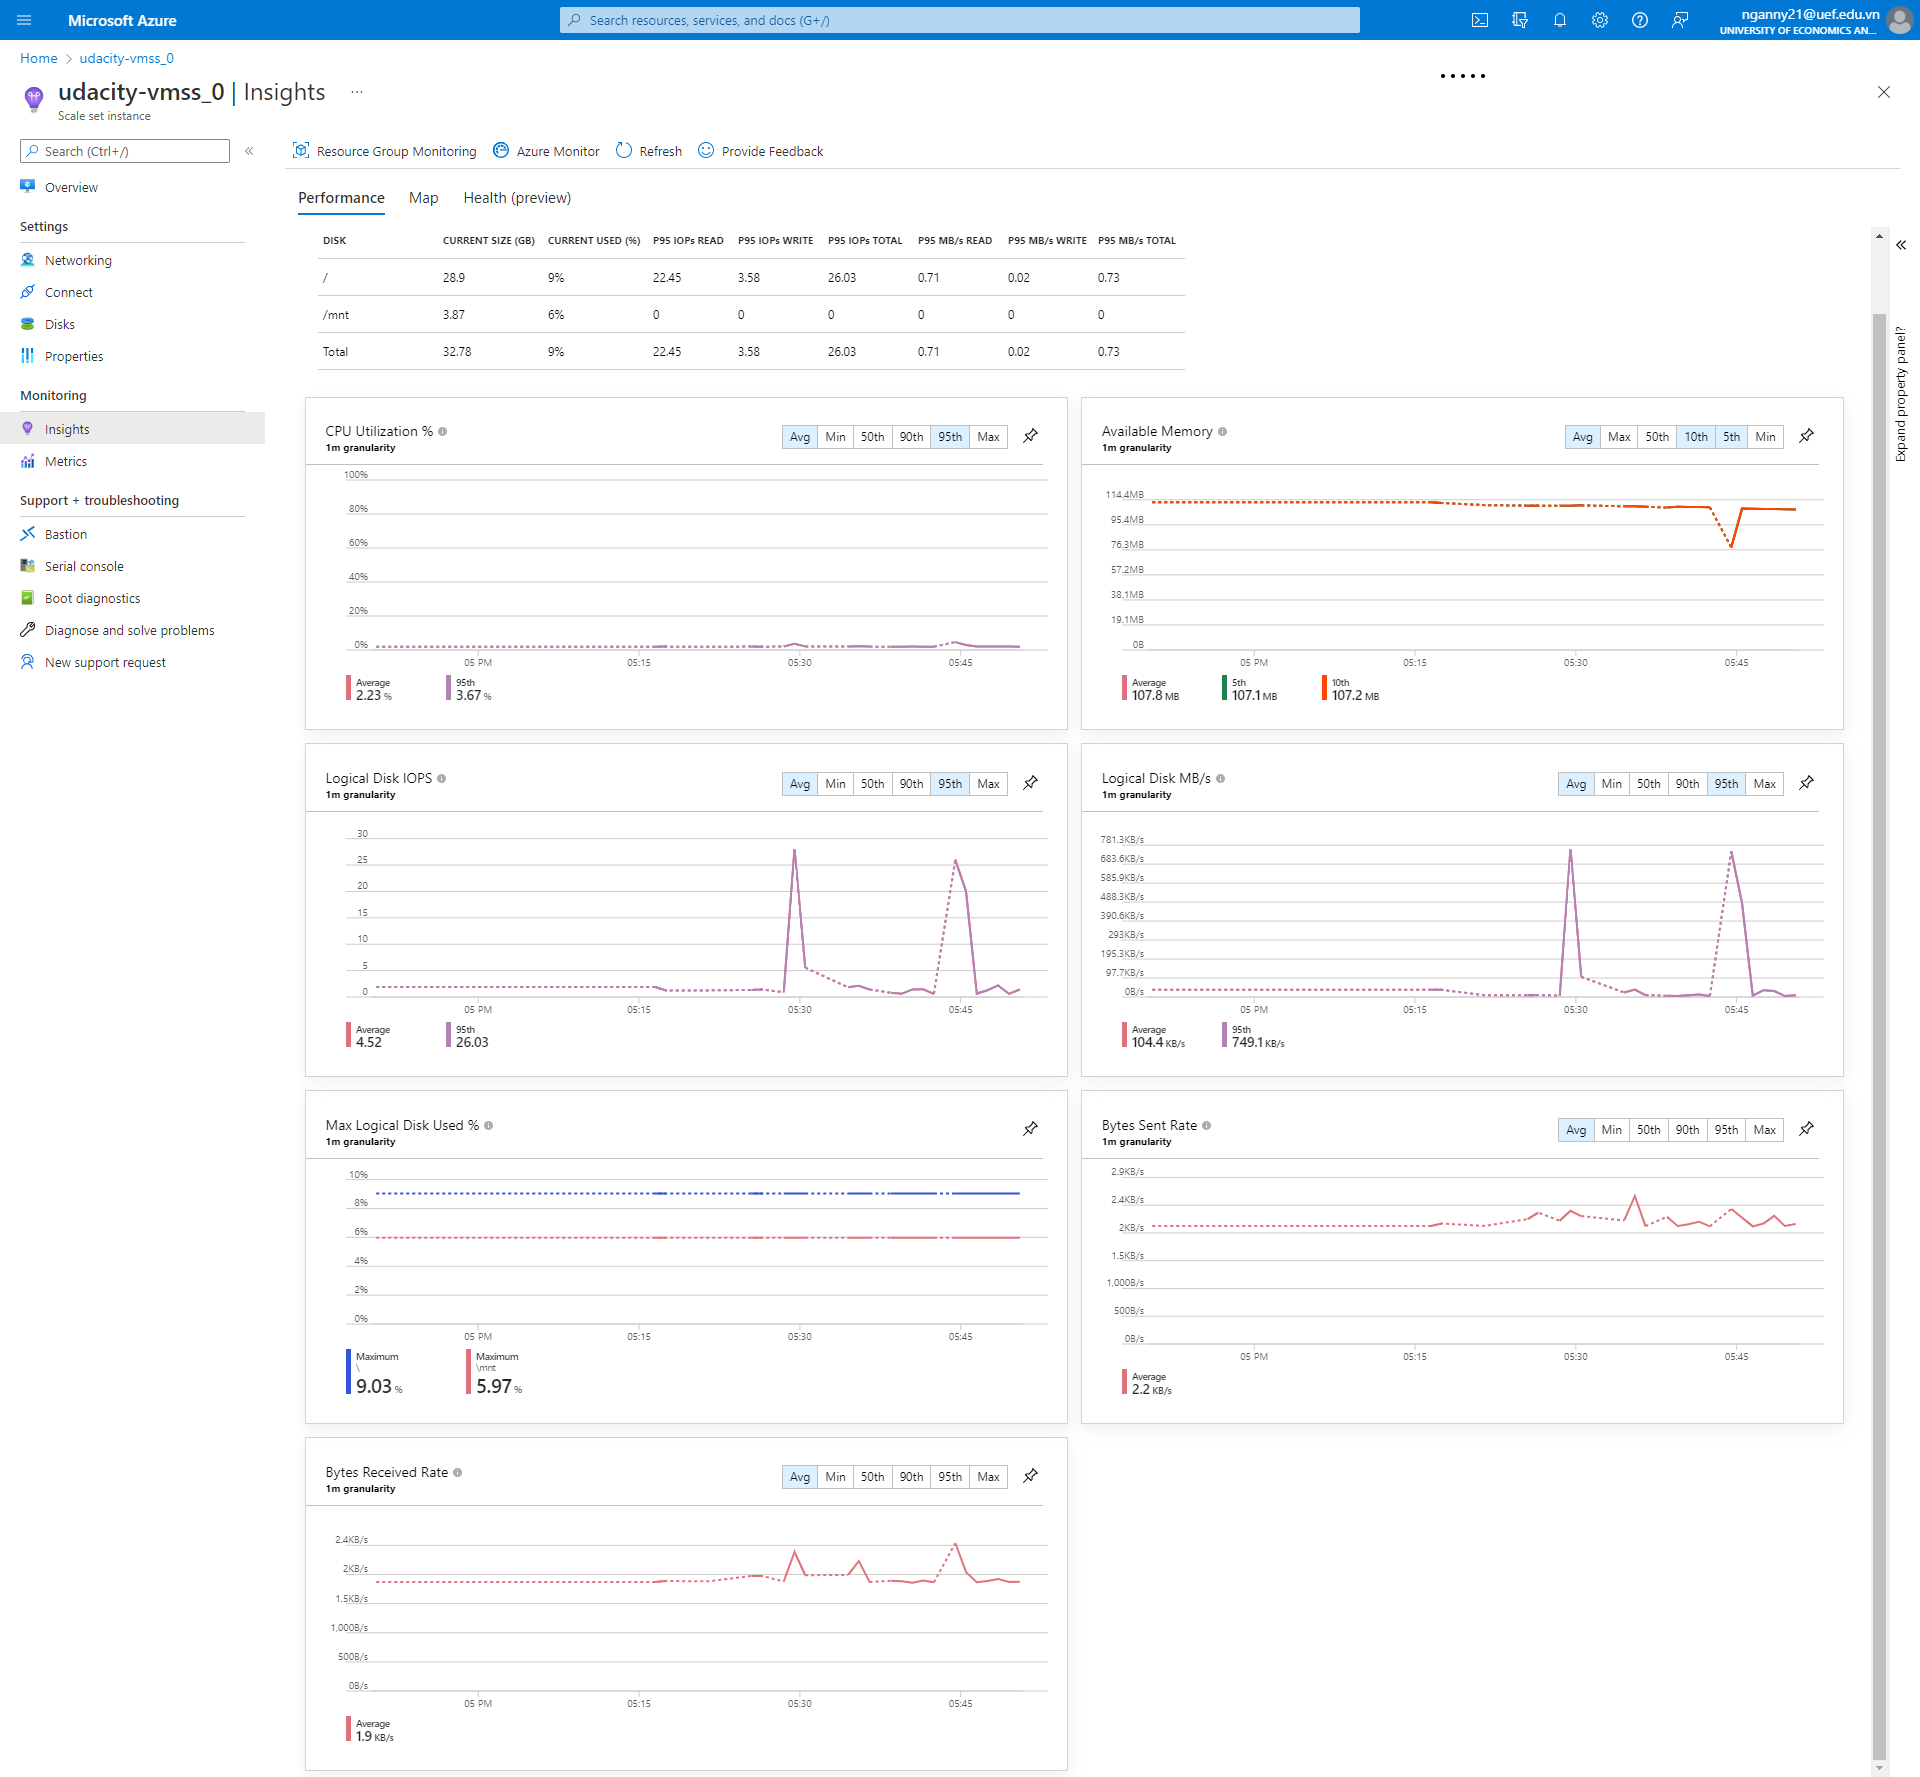 Microsoft Azure
Search resources, services, and docs (G+/)
nganny21@uef.edu.vn
UNIVERSITY OF ECONOMICS AN...
Home > udacity-vmss_0
udacity-vmss_0 | Insights ...
Scale set instance
Search (Ctrl+/)
«
Overview
Settings
Networking
Connect
Disks
Properties
Monitoring
Insights
Metrics
Support + troubleshooting
Bastion
Serial console
Boot diagnostics
Diagnose and solve problems
New support request
Resource Group Monitoring Azure Monitor Refresh Provide Feedback
Performance Map Health (preview)
DISK CURRENT SIZE (GB) CURRENT USED (%) P95 IOPs READ P95 IOPs WRITE P95 IOPs TOTAL P95 MB/s READ P95 MB/s WRITE P95 MB/s TOTAL
/ 28.9 9% 22.45 3.58 26.03 0.71 0.02 0.73
/mnt 3.87 6% 0 0 0 0 0 0
Total 32.78 9% 22.45 3.58 26.03 0.71 0.02 0.73
«
Expand property panel?
CPU Utilization %
1m granularity
Avg Min 50th 90th 95th Max
100%
80%
60%
40%
20%
0%
05 PM 05:15 05:30 05:45
Average 95th
2.23 % 3.67 %
Available Memory
1m granularity
Avg Max 50th 10th 5th Min
114.4MB
95.4MB
76.3MB
57.2MB
38.1MB
19.1MB
0B
05 PM 05:15 05:30 05:45
Average 5th 10th
107.8 MB 107.1 MB 107.2 MB
Logical Disk IOPS
1m granularity
Avg Min 50th 90th 95th Max
30
25
20
15
10
5
0
05 PM 05:15 05:30 05:45
Average 95th
4.52 26.03
Logical Disk MB/s
1m granularity
Avg Min 50th 90th 95th Max
781.3KB/s
683.6KB/s
585.9KB/s
488.3KB/s
390.6KB/s
293KB/s
195.3KB/s
97.7KB/s
0B/s
05 PM 05:15 05:30 05:45
Average 95th
104.4 KB/s 749.1 KB/s
Max Logical Disk Used %
1m granularity
10%
8%
6%
4%
2%
0%
05 PM 05:15 05:30 05:45
Maximum Maximum
\ \mnt
9.03 % 5.97 %
Bytes Sent Rate
1m granularity
Avg Min 50th 90th 95th Max
2.9KB/s
2.4KB/s
2KB/s
1.5KB/s
1,000B/s
500B/s
0B/s
05 PM 05:15 05:30 05:45
Average
2.2 KB/s
Bytes Received Rate
1m granularity
Avg Min 50th 90th 95th Max
2.4KB/s
2KB/s
1.5KB/s
1,000B/s
500B/s
0B/s
05 PM 05:15 05:30 05:45
Average
1.9 KB/s